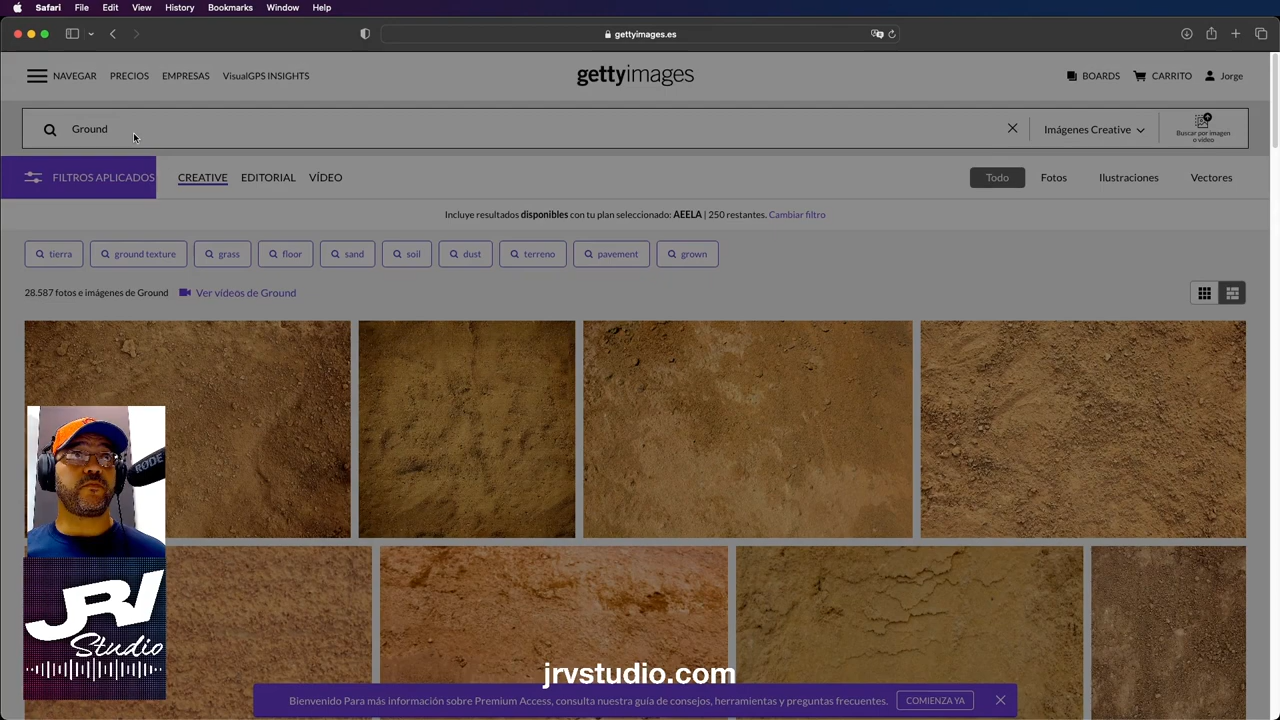 Safari File Edit View History Bookmarks Window Help
gettyimages.es
NAVEGAR PRECIOS EMPRESAS VisualGPS INSIGHTS
gettyimages
BOARDS CARRITO Jorge
Ground
Imágenes Creative
Buscar por imagen
o vídeo
FILTROS APLICADOS
CREATIVE EDITORIAL VÍDEO
Todo Fotos Ilustraciones Vectores
Incluye resultados disponibles con tu plan seleccionado: AEELA | 250 restantes. Cambiar filtro
tierra ground texture grass floor sand soil dust terreno pavement grown
28.587 fotos e imágenes de Ground Ver vídeos de Ground
RØDE
JRV
Studio
jrvstudio.com
Bienvenido Para más información sobre Premium Access, consulta nuestra guía de consejos, herramientas y preguntas frecuentes. COMIENZA YA